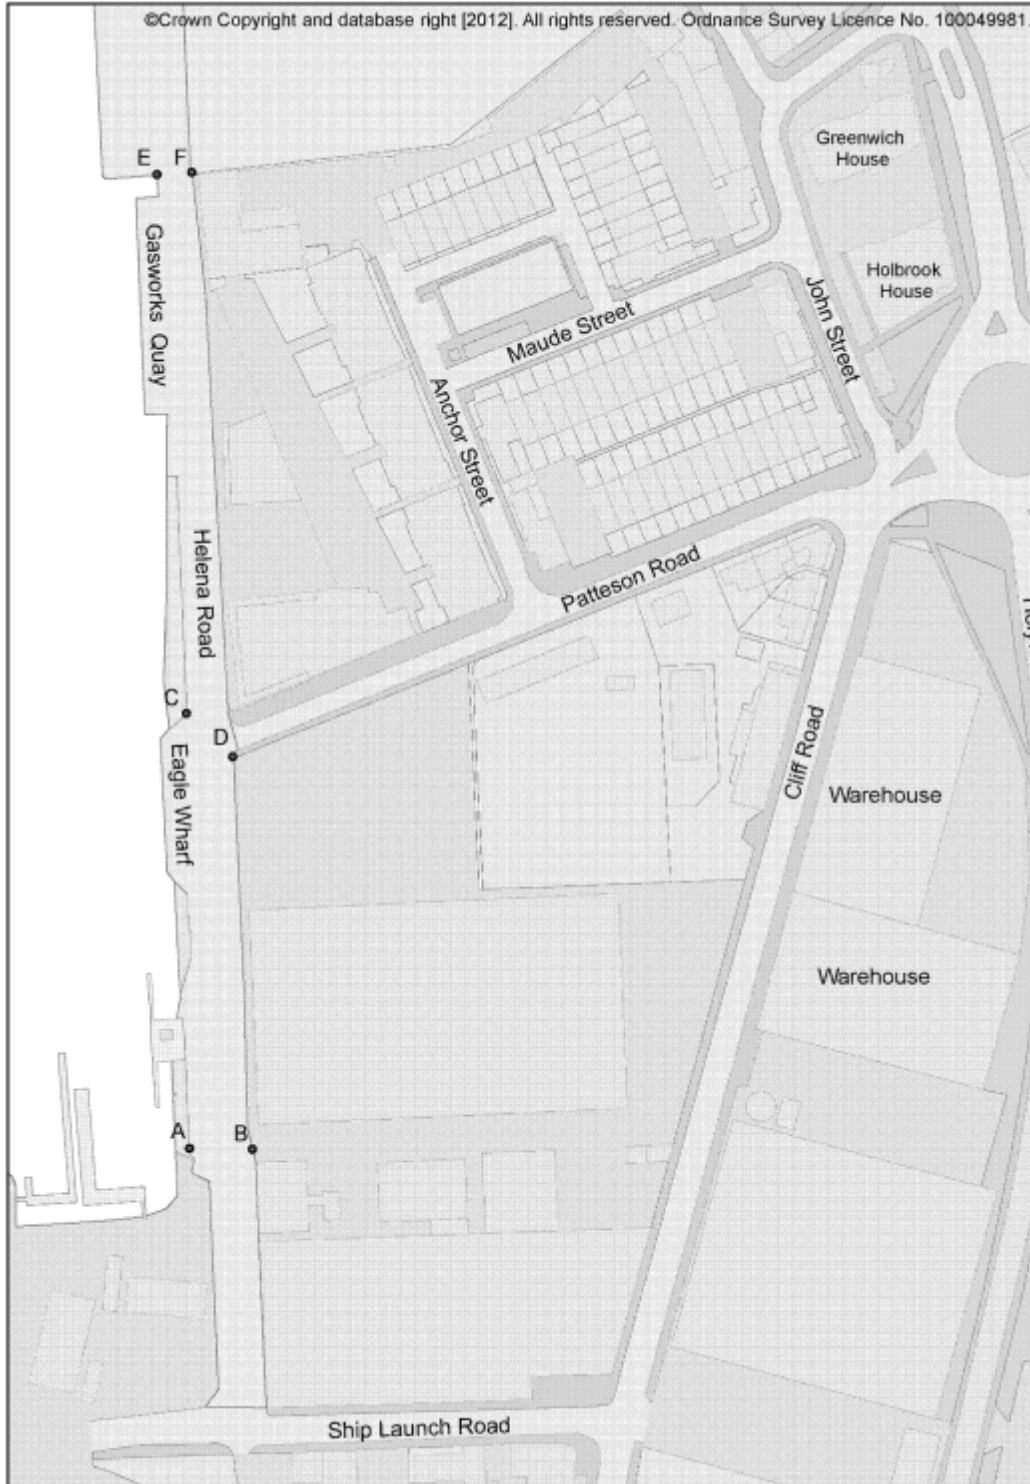 ©Crown Copyright and database right [2012]. All rights reserved. Ordnance Survey Licence No. 100049981.
E
F
Greenwich
House
Gasworks Quay
Holbrook
House
John Street
Maude Street
Anchor Street
Helena Road
Patteson Road
C
D
Eagle Wharf
Cliff Road
Warehouse
Warehouse
A
B
Ship Launch Road